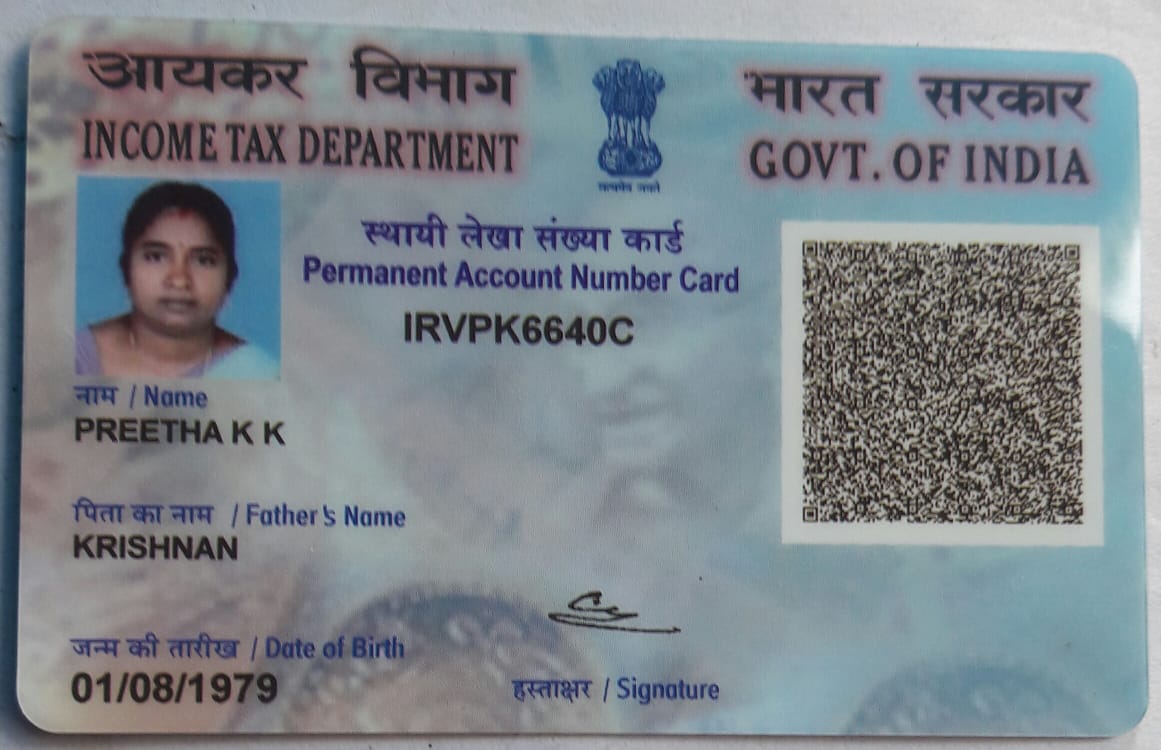 आयकर विभाग
INCOME TAX DEPARTMENT
सत्यमेव जयते
भारत सरकार
GOVT. OF INDIA
स्थायी लेखा संख्या कार्ड
Permanent Account Number Card
IRVPK6640C
नाम / Name
PREETHA K K
पिता का नाम / Father's Name
KRISHNAN
जन्म की तारीख / Date of Birth
01/08/1979
हस्ताक्षर / Signature